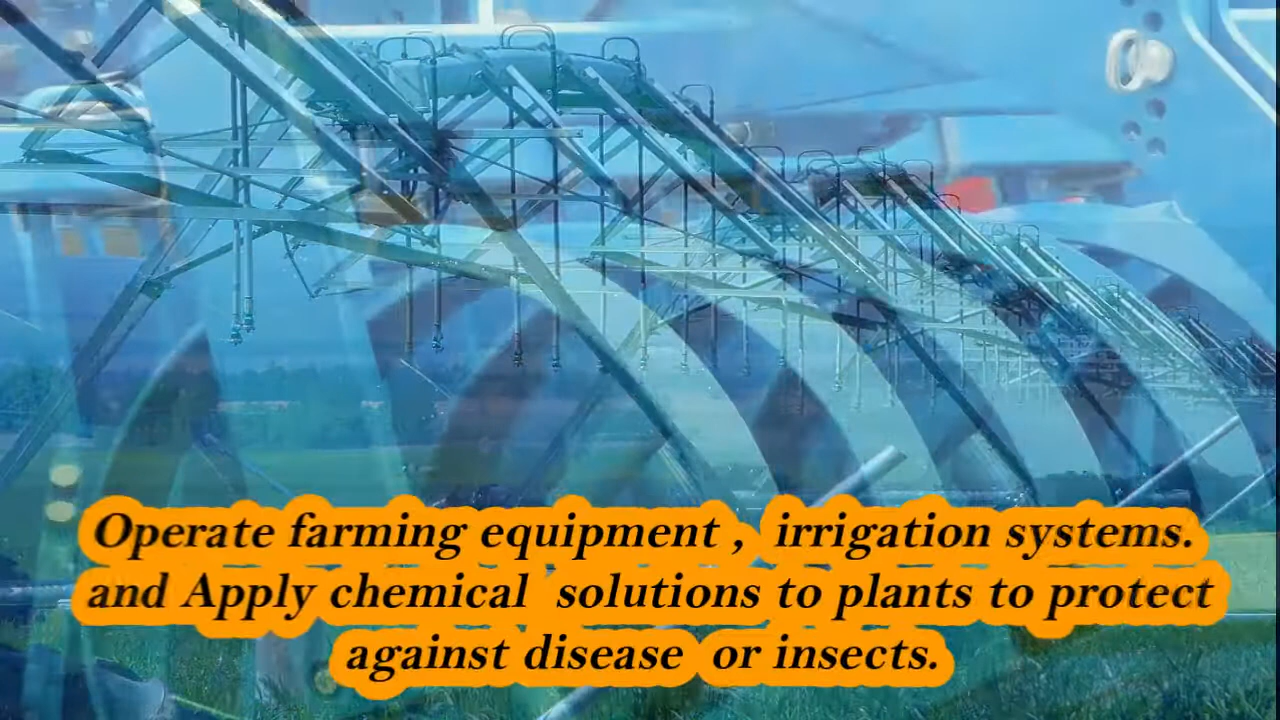 Operate farming equipment , irrigation systems.
and Apply chemical solutions to plants to protect
against disease or insects.